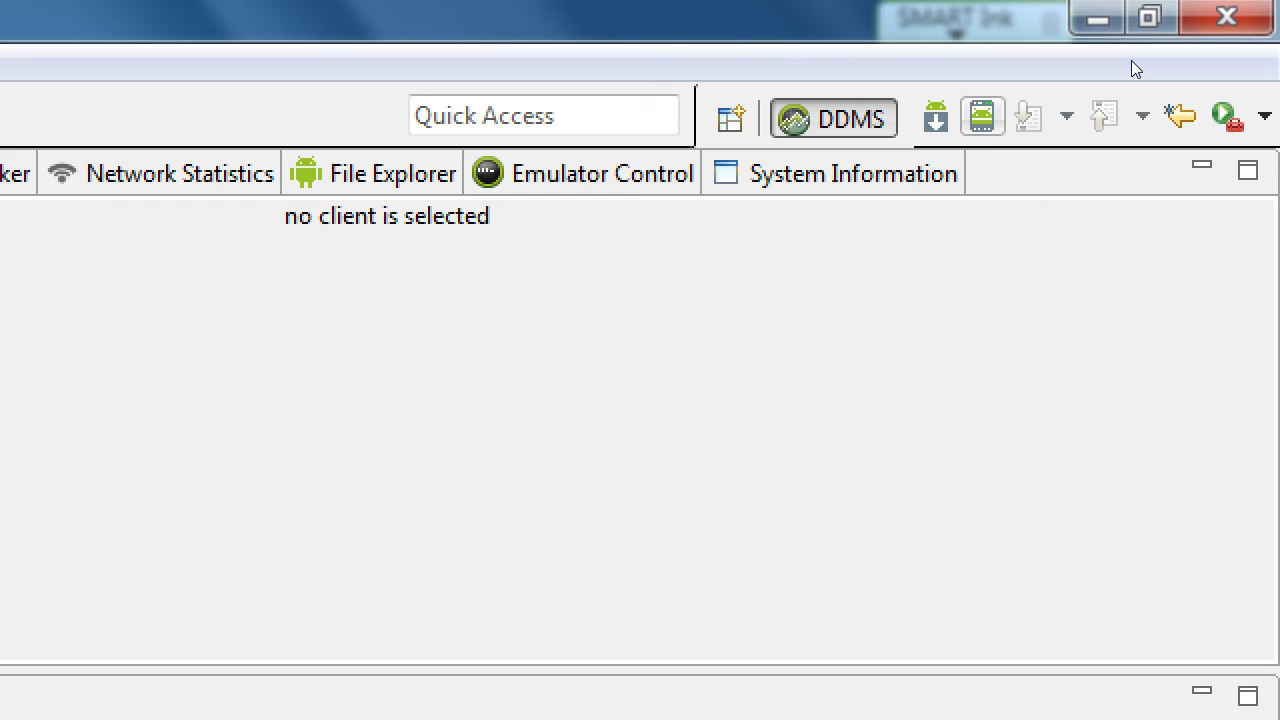 SMART Ink
Quick Access
DDMS
ker
Network Statistics
File Explorer
Emulator Control
System Information
no client is selected